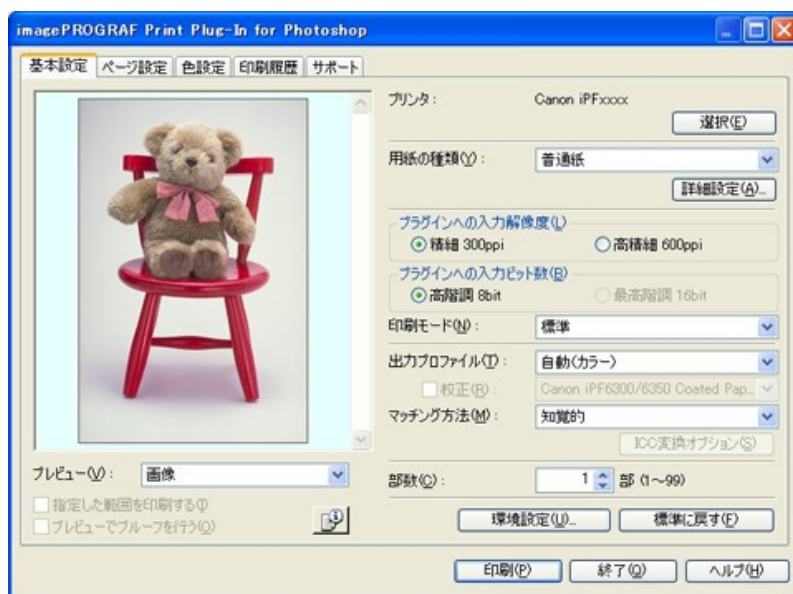 imagePROGRAF Print Plug-In for Photoshop
基本設定 ページ設定 色設定 印刷履歴 サポート
プリンタ： Canon iPFxxxx
選択(E)
用紙の種類(Y)： 普通紙
詳細設定(A)...
プラグインへの入力解像度(L)
精細 300ppi 高精細 600ppi
プラグインへの入力ビット数(B)
高階調 8bit 最高階調 16bit
印刷モード(N)： 標準
出力プロファイル(T)： 自動(カラー)
校正(R)： Canon iPF6300/6350 Coated Pap...
マッチング方法(M)： 知覚的
ICC変換オプション(S)
プレビュー(V)： 画像
指定した範囲を印刷する(I)
プレビューでプルーフを行う(O)
部数(C)： 1 部 (1～99)
環境設定(U)... 標準に戻す(F)
印刷(P) 終了(Q) ヘルプ(H)